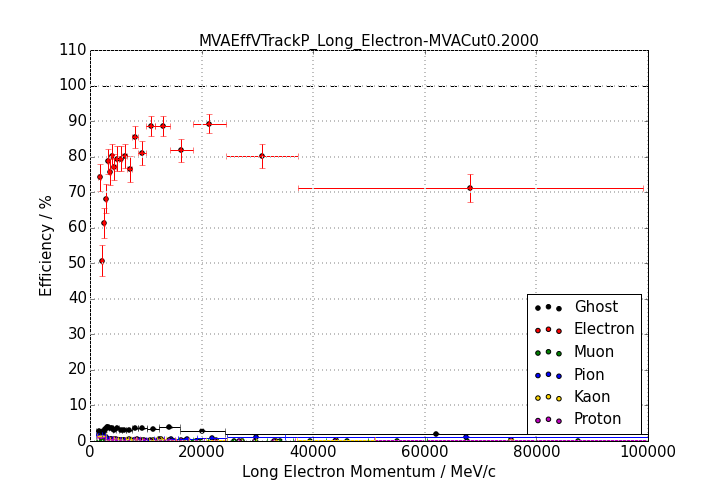 MVAEffVTrackP_Long_Electron-MVACut0.2000
110
100
90
80
70
60
50
40
30
20
10
0
Efficiency / %
Ghost
Electron
Muon
Pion
Kaon
Proton
0 20000 40000 60000 80000 100000
Long Electron Momentum / MeV/c